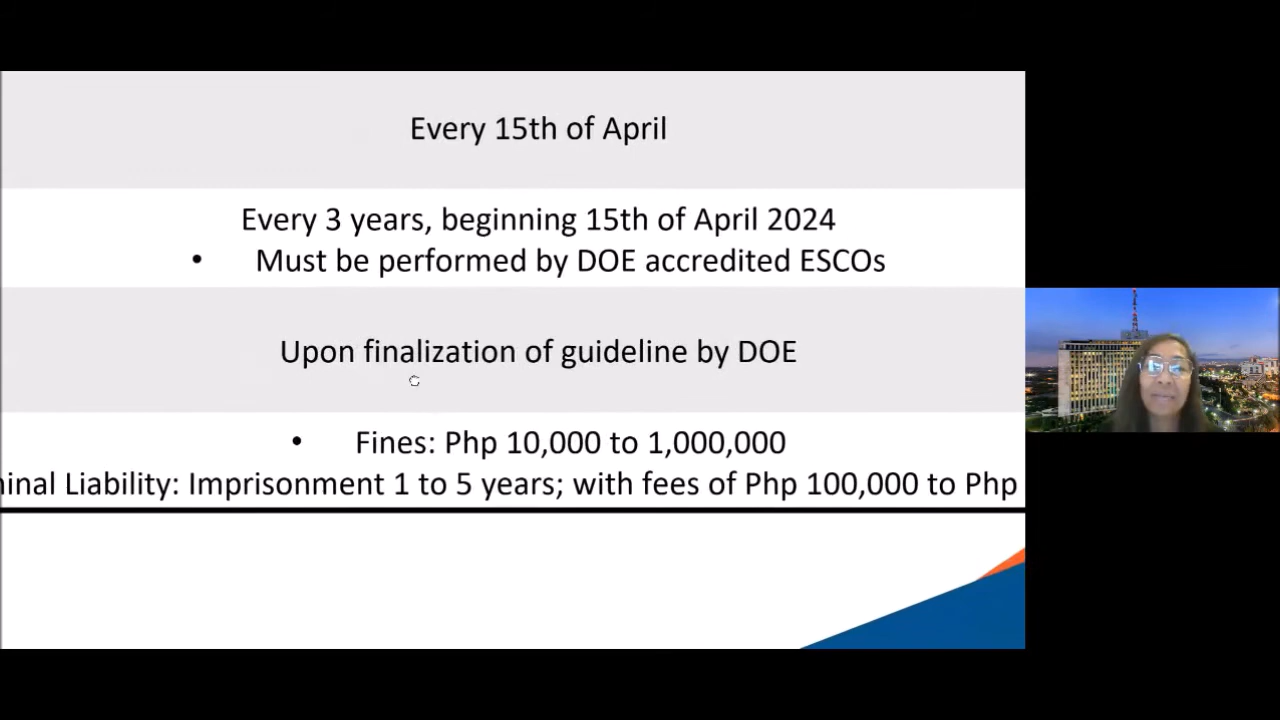 Every 15th of April
Every 3 years, beginning 15th of April 2024
• Must be performed by DOE accredited ESCOs
Upon finalization of guideline by DOE
• Fines: Php 10,000 to 1,000,000
Liability: Imprisonment 1 to 5 years; with fees of Php 100,000 to Php